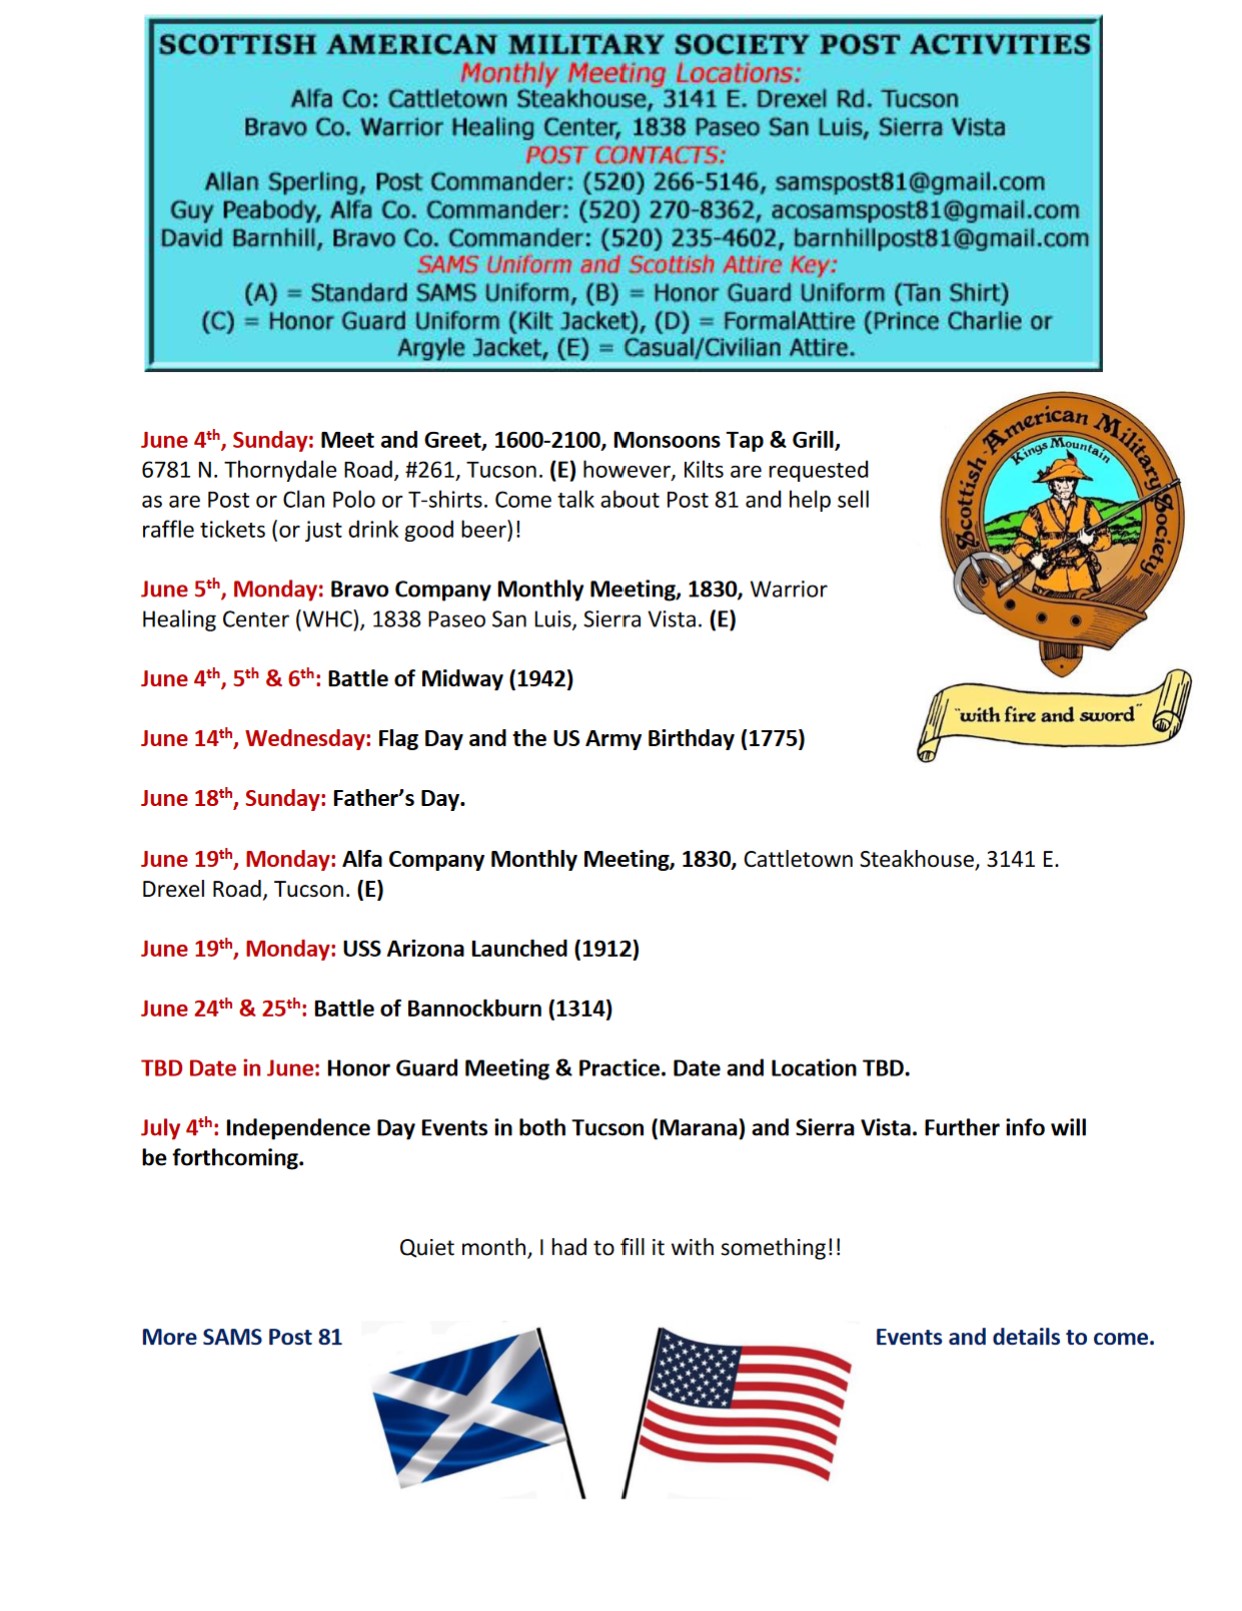 SCOTTISH AMERICAN MILITARY SOCIETY POST ACTIVITIES
Monthly Meeting Locations:
Alfa Co: Cattletown Steakhouse, 3141 E. Drexel Rd. Tucson
Bravo Co. Warrior Healing Center, 1838 Paseo San Luis, Sierra Vista
POST CONTACTS:
Allan Sperling, Post Commander: (520) 266-5146, samspost81@gmail.com
Guy Peabody, Alfa Co. Commander: (520) 270-8362, acosamspost81@gmail.com
David Barnhill, Bravo Co. Commander: (520) 235-4602, barnhillpost81@gmail.com
SAMS Uniform and Scottish Attire Key:
(A) = Standard SAMS Uniform, (B) = Honor Guard Uniform (Tan Shirt)
(C) = Honor Guard Uniform (Kilt Jacket), (D) = FormalAttire (Prince Charlie or
Argyle Jacket, (E) = Casual/Civilian Attire.
June 4th, Sunday: Meet and Greet, 1600-2100, Monsoons Tap & Grill,
6781 N. Thornydale Road, #261, Tucson. (E) however, Kilts are requested
as are Post or Clan Polo or T-shirts. Come talk about Post 81 and help sell
raffle tickets (or just drink good beer)!
Scottish American Military Society
Kings Mountain
"with fire and sword"
June 5th, Monday: Bravo Company Monthly Meeting, 1830, Warrior
Healing Center (WHC), 1838 Paseo San Luis, Sierra Vista. (E)
June 4th, 5th & 6th: Battle of Midway (1942)
June 14th, Wednesday: Flag Day and the US Army Birthday (1775)
June 18th, Sunday: Father’s Day.
June 19th, Monday: Alfa Company Monthly Meeting, 1830, Cattletown Steakhouse, 3141 E.
Drexel Road, Tucson. (E)
June 19th, Monday: USS Arizona Launched (1912)
June 24th & 25th: Battle of Bannockburn (1314)
TBD Date in June: Honor Guard Meeting & Practice. Date and Location TBD.
July 4th: Independence Day Events in both Tucson (Marana) and Sierra Vista. Further info will
be forthcoming.
Quiet month, I had to fill it with something!!
More SAMS Post 81 Events and details to come.